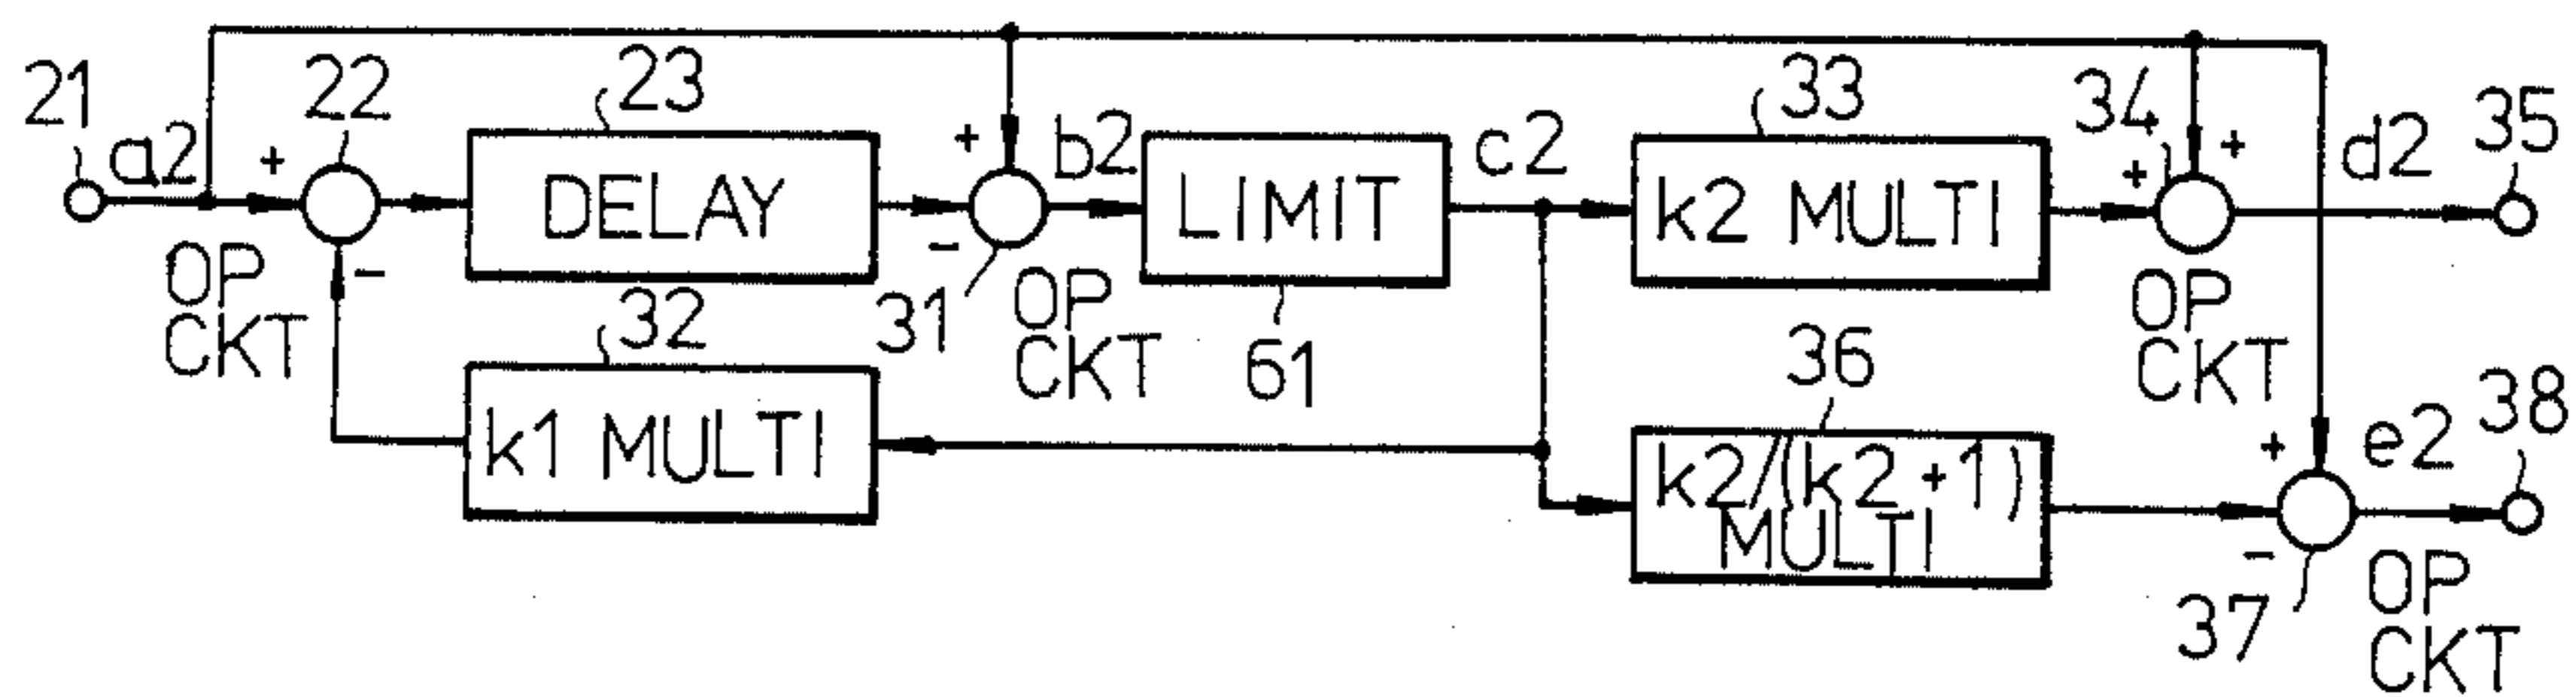 21
a2
+
22
OP
CKT
-
23
DELAY
32
k1 MULTI
+
-
31
b2
OP
CKT
LIMIT
61
c2
33
k2 MULTI
36
k2/(k2+1)
MULTI
34
+
+
OP
CKT
d2
35
+
-
37
e2
38
OP
CKT